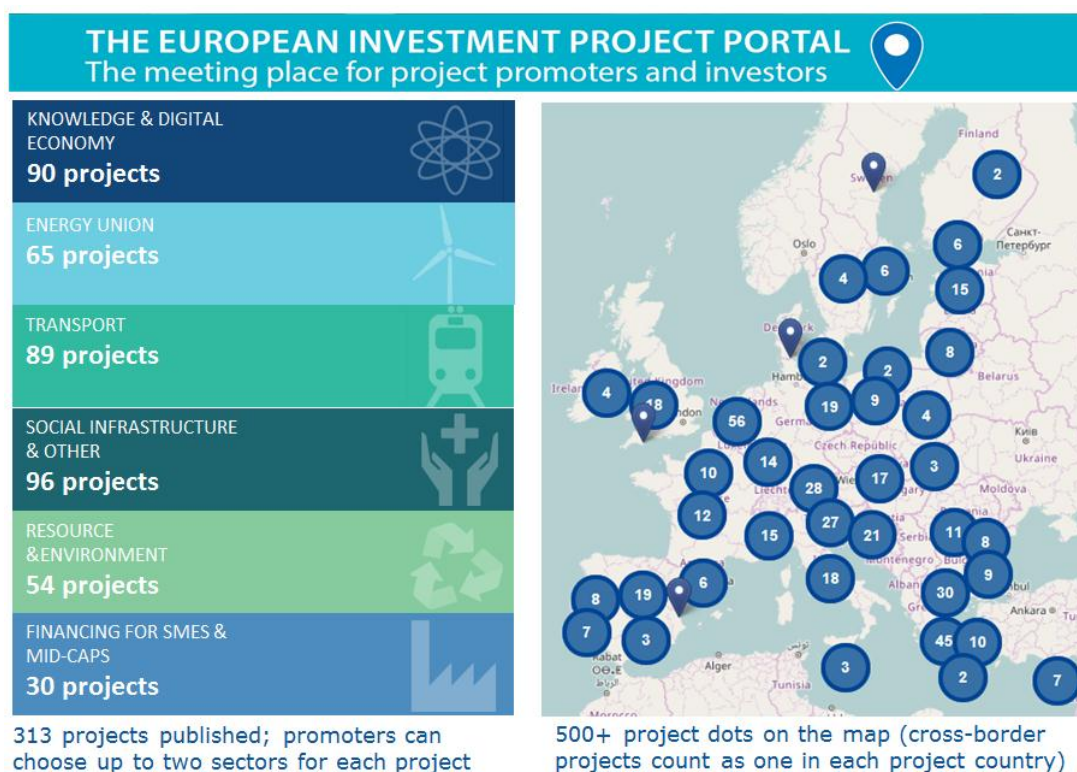 THE EUROPEAN INVESTMENT PROJECT PORTAL
The meeting place for project promoters and investors
KNOWLEDGE & DIGITAL
ECONOMY
90 projects
ENERGY UNION
65 projects
TRANSPORT
89 projects
SOCIAL INFRASTRUCTURE
& OTHER
96 projects
RESOURCE
&ENVIRONMENT
54 projects
FINANCING FOR SMES &
MID-CAPS
30 projects
313 projects published; promoters can
choose up to two sectors for each project
Finland
2
Oslo
Санкт-
Петербург
6
4
6
15
8
Belarus
2
2
4
18
56
19
9
4
Київ
Ukraine
Czech Republic
10
14
28
17
3
Moldova
12
15
27
21
11
8
Montenegro
8
19
6
18
30
9
Ankara
7
3
45
10
Rabat
ⵔⴱⴰⵟ
الرباط
Alger
تونس
Tunisia
3
2
7
Morocco
500+ project dots on the map (cross-border
projects count as one in each project country)